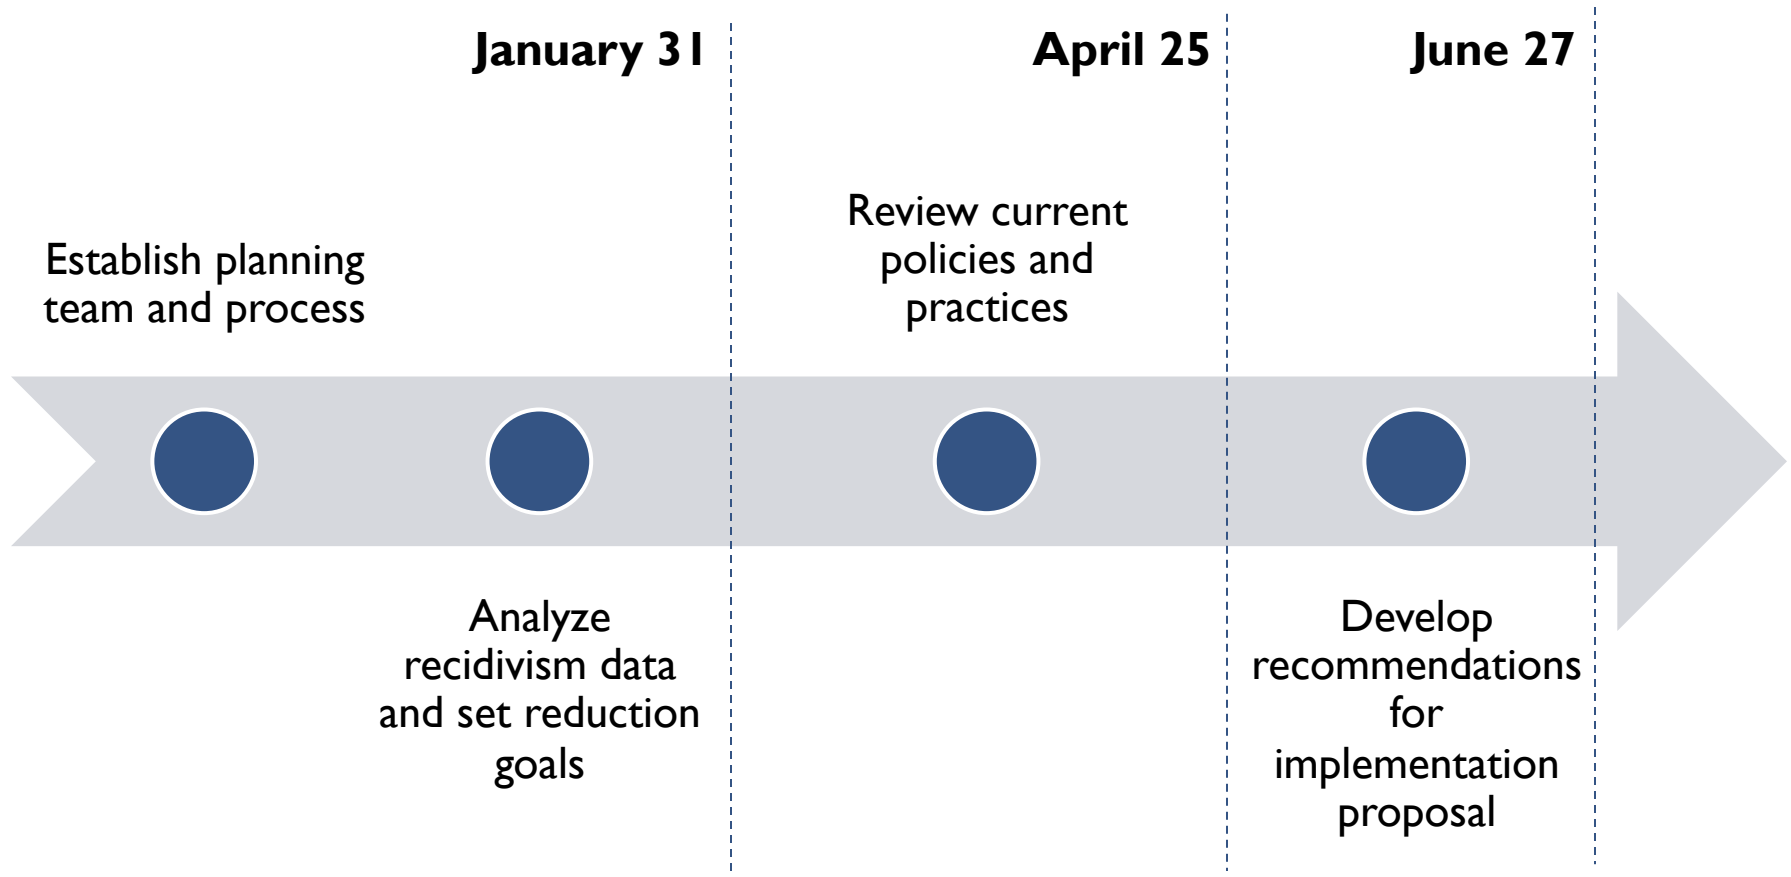 January 31
April 25
June 27
Establish planning
team and process
Review current
policies and
practices
Analyze
recidivism data
and set reduction
goals
Develop
recommendations
for
implementation
proposal